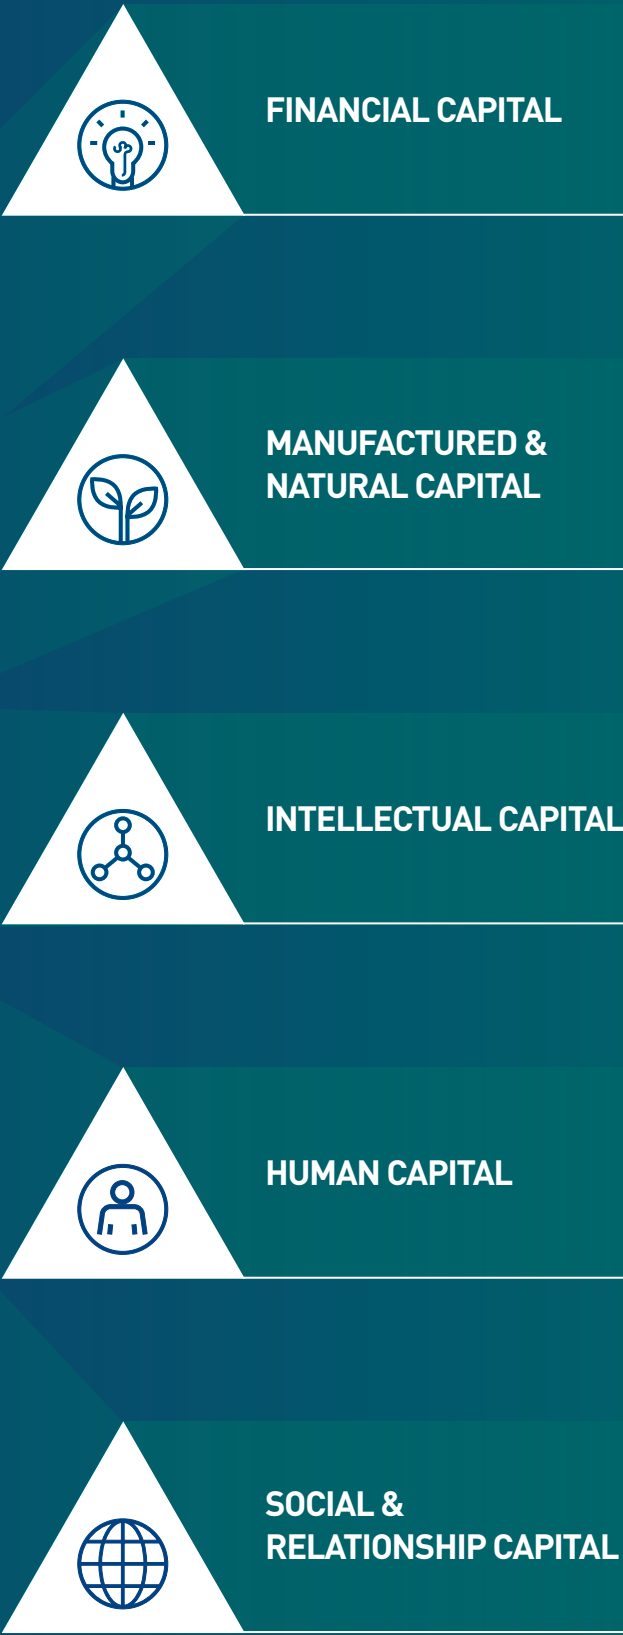 FINANCIAL CAPITAL
MANUFACTURED &
NATURAL CAPITAL
INTELLECTUAL CAPITAL
HUMAN CAPITAL
SOCIAL &
RELATIONSHIP CAPITAL